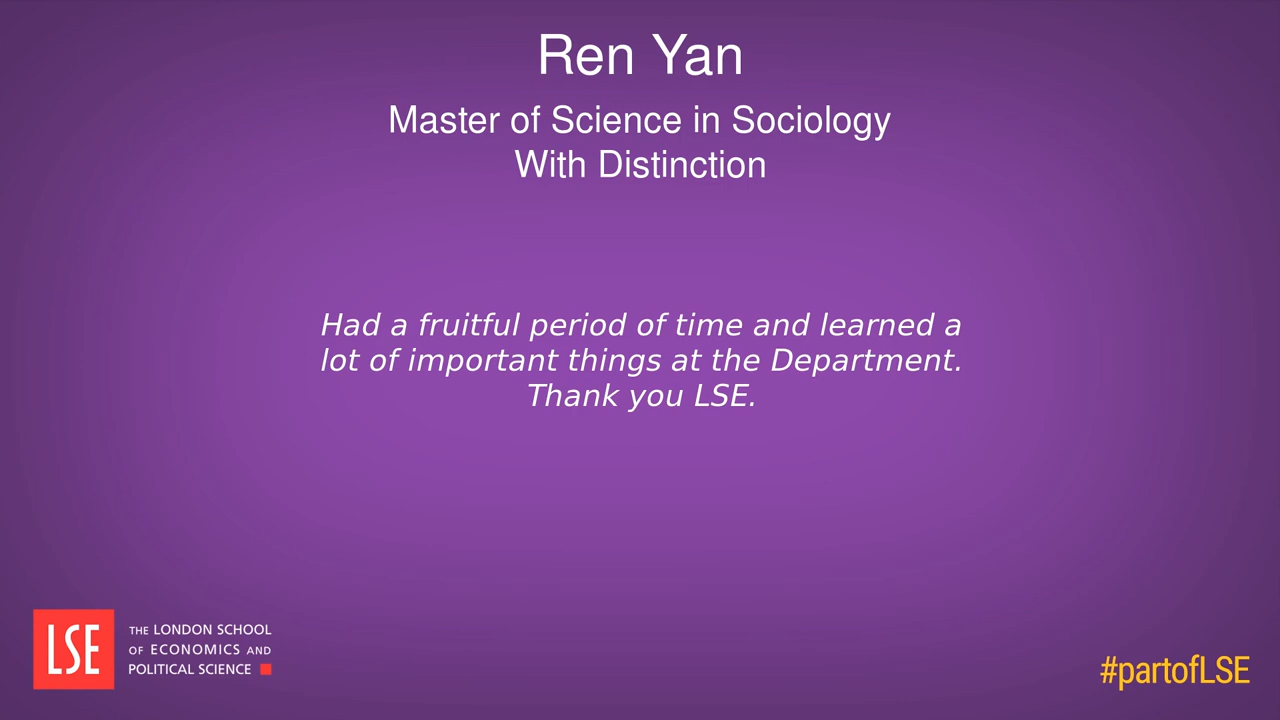 Ren Yan
Master of Science in Sociology
With Distinction
Had a fruitful period of time and learned a
lot of important things at the Department.
Thank you LSE.
LSE
THE LONDON SCHOOL
OF ECONOMICS AND
POLITICAL SCIENCE
#partofLSE